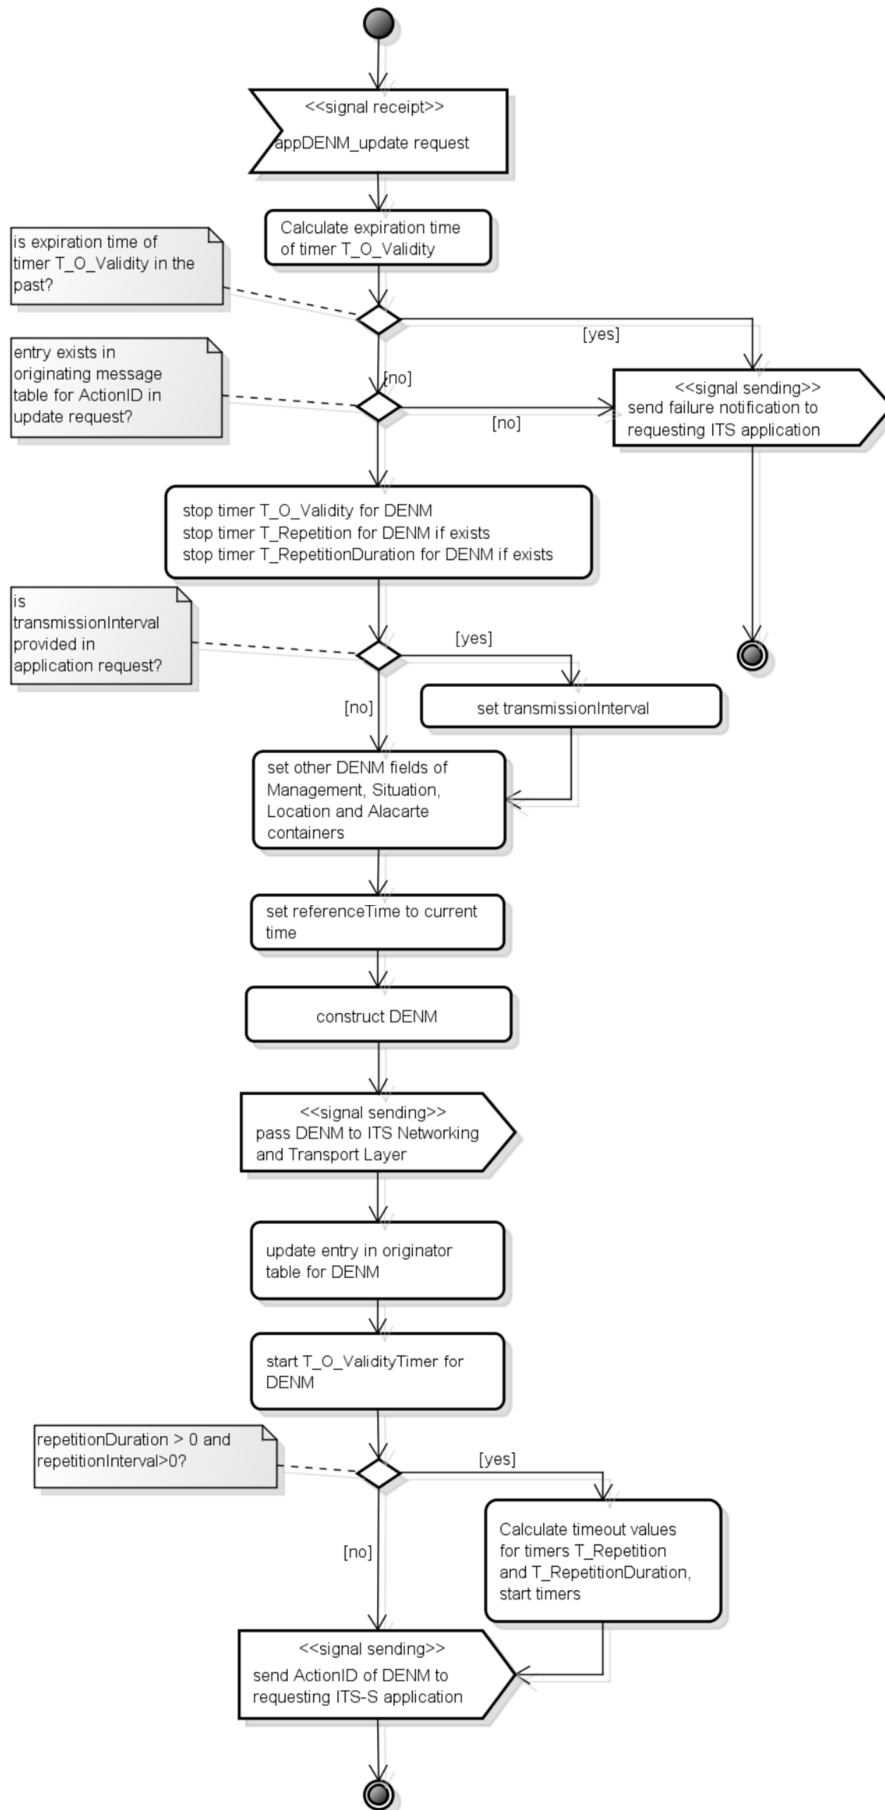 <<signal receipt>>
appDENM_update request
Calculate expiration time
of timer T_O_Validity
is expiration time of
timer T_O_Validity in the
past?
[yes]
[no]
entry exists in
originating message
table for ActionID in
update request?
[no]
<<signal sending>>
send failure notification to
requesting ITS application
stop timer T_O_Validity for DENM
stop timer T_Repetition for DENM if exists
stop timer T_RepetitionDuration for DENM if exists
is
transmissionInterval
provided in
application request?
[yes]
[no]
set transmissionInterval
set other DENM fields of
Management, Situation,
Location and Alacarte
containers
set referenceTime to current
time
construct DENM
<<signal sending>>
pass DENM to ITS Networking
and Transport Layer
update entry in originator
table for DENM
start T_O_ValidityTimer for
DENM
repetitionDuration > 0 and
repetitionInterval>0?
[yes]
[no]
Calculate timeout values
for timers T_Repetition
and T_RepetitionDuration,
start timers
<<signal sending>>
send ActionID of DENM to
requesting ITS-S application